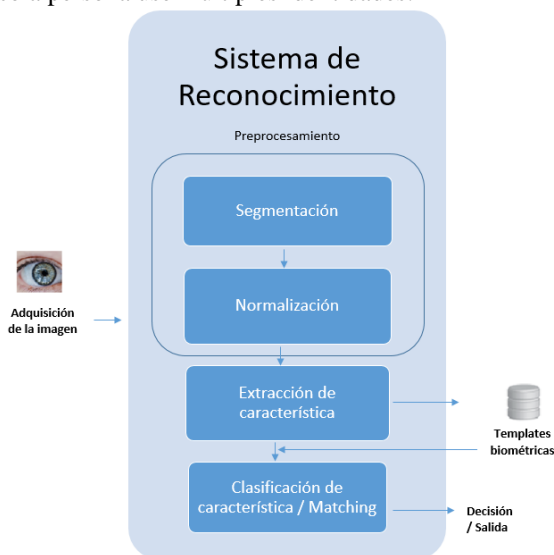 Sistema de
Reconocimiento
Preprocesamiento
Segmentación
Adquisición
de la imagen
Normalización
Extracción de
característica
Templates
biométricas
Clasificación de
característica / Matching
Decisión
/ Salida